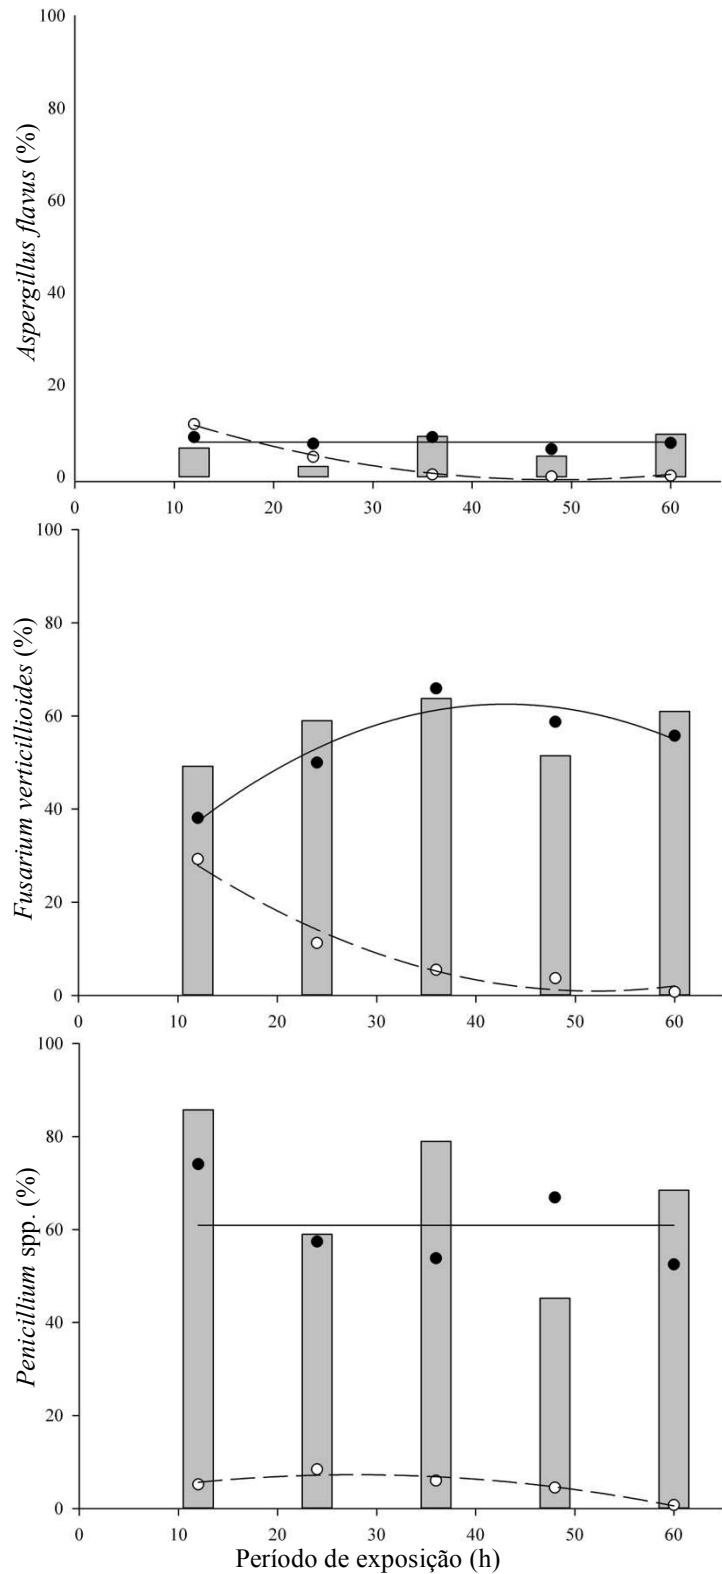 100
80
60
40
20
0
Aspergillus flavus (%)
0 10 20 30 40 50 60
100
80
60
40
20
0
Fusarium verticillioides (%)
0 10 20 30 40 50 60
100
80
60
40
20
0
Penicillium spp. (%)
0 10 20 30 40 50 60
Período de exposição (h)